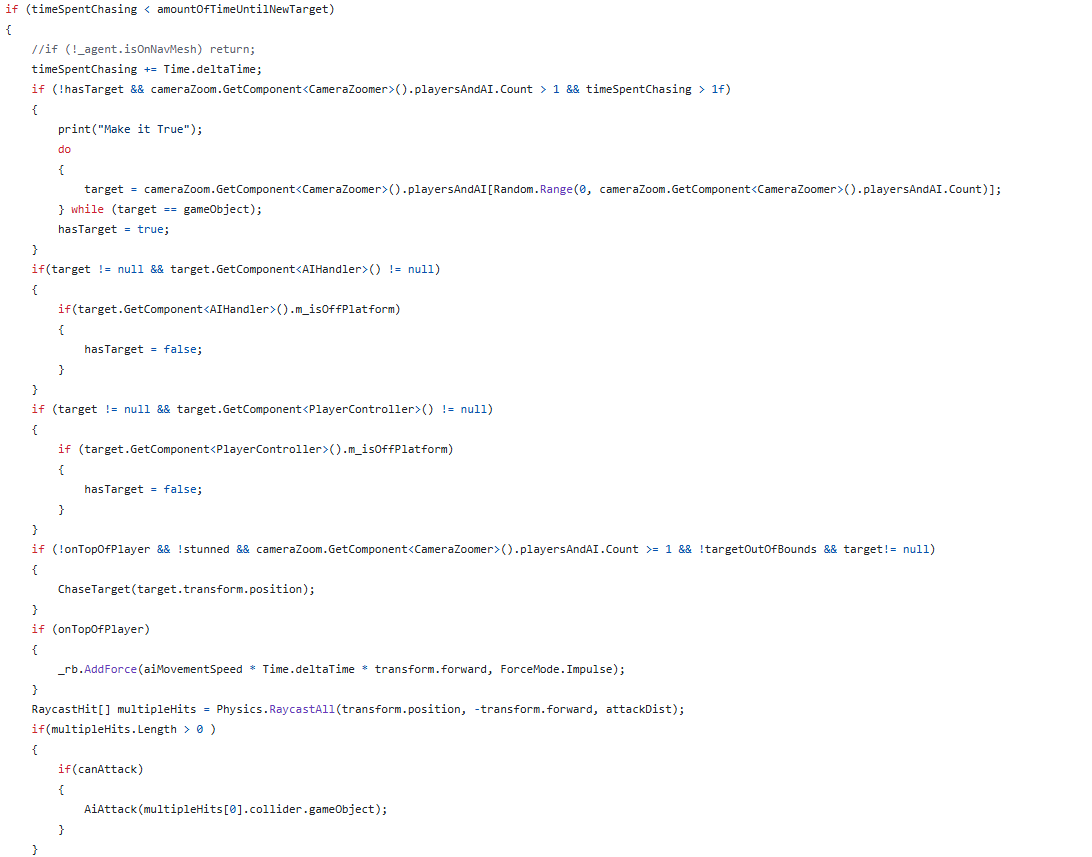 if (timeSpentChasing < amountOfTimeUntilNewTarget)
{
    //if (!_agent.isOnNavMesh) return;
    timeSpentChasing += Time.deltaTime;
    if (!hasTarget && cameraZoom.GetComponent<CameraZoomer>().playersAndAI.Count > 1 && timeSpentChasing > 1f)
    {
        print("Make it True");
        do
        {
            target = cameraZoom.GetComponent<CameraZoomer>().playersAndAI[Random.Range(0, cameraZoom.GetComponent<CameraZoomer>().playersAndAI.Count)];
        } while (target == gameObject);
        hasTarget = true;
    }
    if(target != null && target.GetComponent<AIHandler>() != null)
    {
        if(target.GetComponent<AIHandler>().m_isOffPlatform)
        {
            hasTarget = false;
        }
    }
    if (target != null && target.GetComponent<PlayerController>() != null)
    {
        if (target.GetComponent<PlayerController>().m_isOffPlatform)
        {
            hasTarget = false;
        }
    }
    if (!onTopOfPlayer && !stunned && cameraZoom.GetComponent<CameraZoomer>().playersAndAI.Count >= 1 && !targetOutOfBounds && target!= null)
    {
        ChaseTarget(target.transform.position);
    }
    if (onTopOfPlayer)
    {
        _rb.AddForce(aiMovementSpeed * Time.deltaTime * transform.forward, ForceMode.Impulse);
    }
    RaycastHit[] multipleHits = Physics.RaycastAll(transform.position, -transform.forward, attackDist);
    if(multipleHits.Length > 0 )
    {
        if(canAttack)
        {
            AiAttack(multipleHits[0].collider.gameObject);
        }
    }